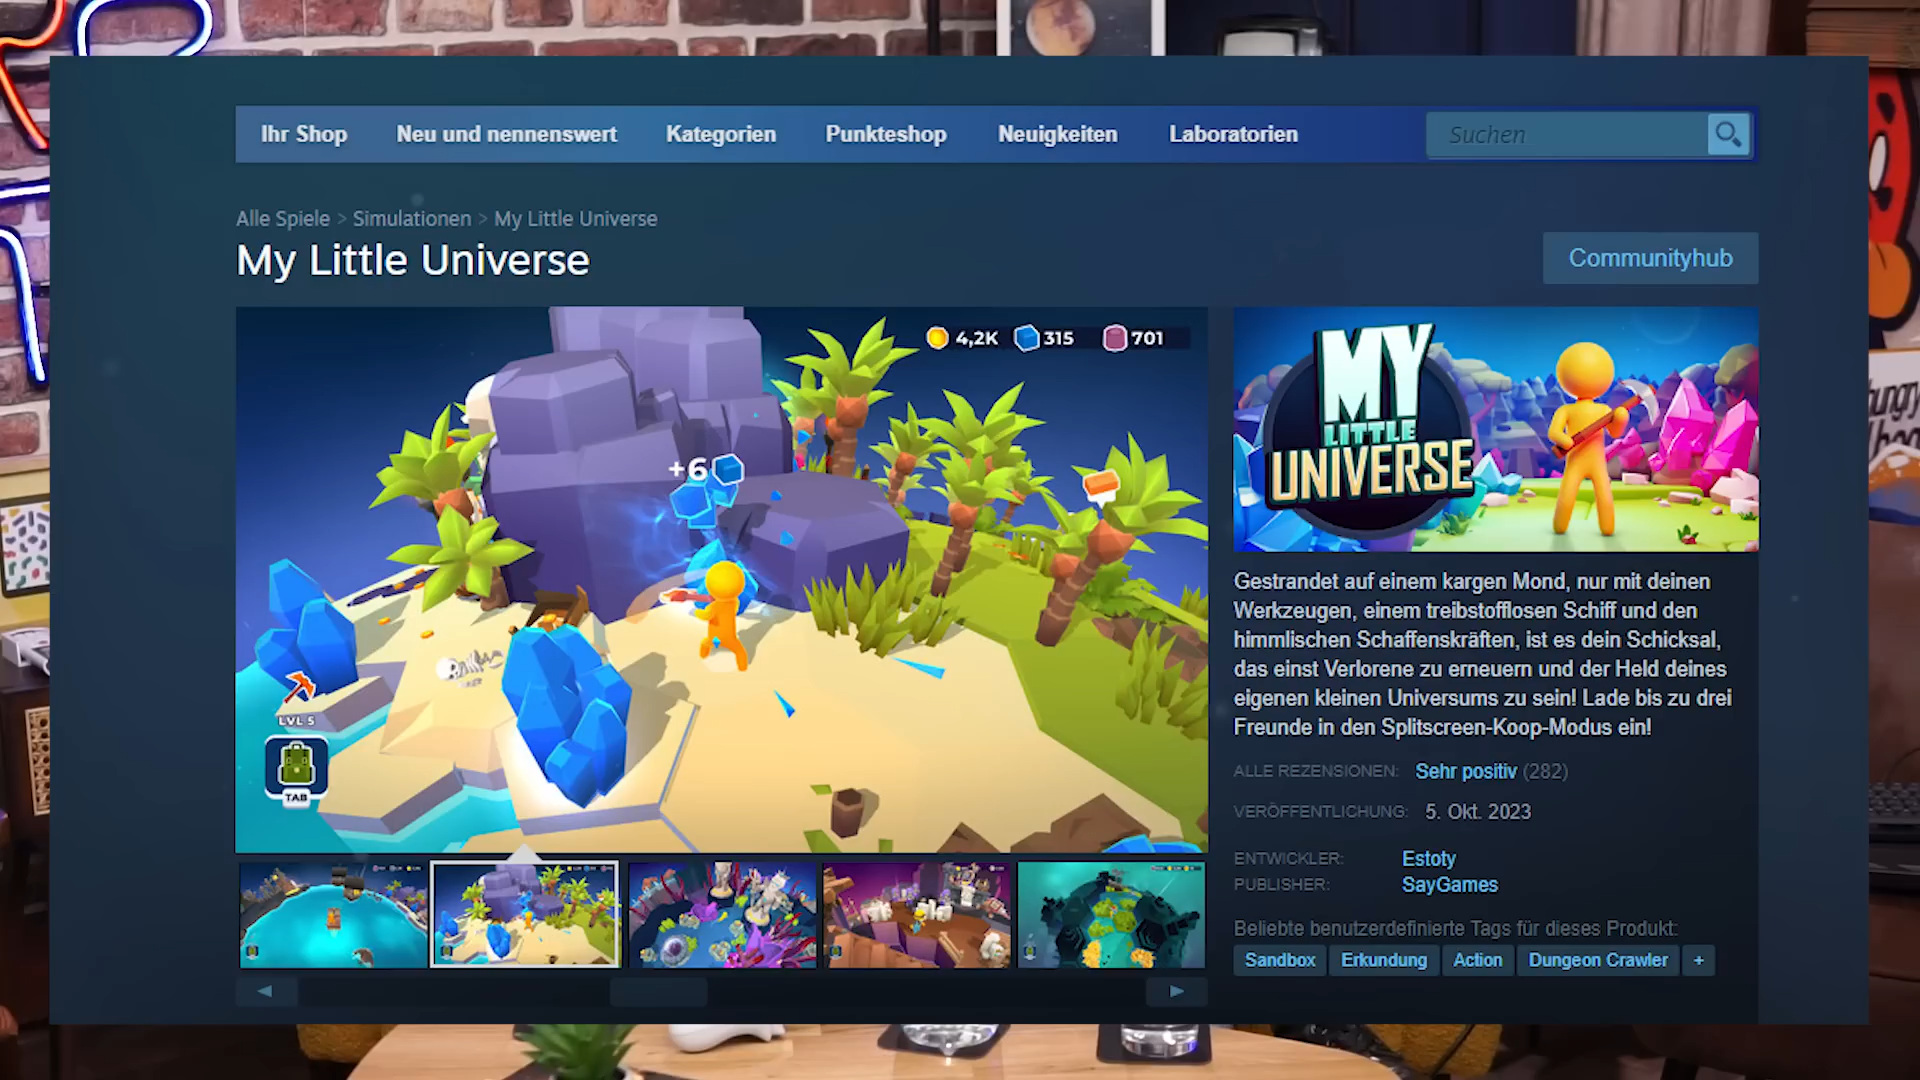 Ihr Shop
Neu und nennenswert
Kategorien
Punkteshop
Neuigkeiten
Laboratorien
Suchen
Alle Spiele > Simulationen > My Little Universe
My Little Universe
Communityhub
4,2K
315
701
+6
LVL 5
TAB
MY
LITTLE
UNIVERSE
Gestrandet auf einem kargen Mond, nur mit deinen
Werkzeugen, einem treibstofflosen Schiff und den
himmlischen Schaffenskräften, ist es dein Schicksal,
das einst Verlorene zu erneuern und der Held deines
eigenen kleinen Universums zu sein! Lade bis zu drei
Freunde in den Splitscreen-Koop-Modus ein!
ALLE REZENSIONEN: Sehr positiv (282)
VERÖFFENTLICHUNG: 5. Okt. 2023
ENTWICKLER: Estoty
PUBLISHER: SayGames
Beliebte benutzerdefinierte Tags für dieses Produkt:
Sandbox
Erkundung
Action
Dungeon Crawler
+